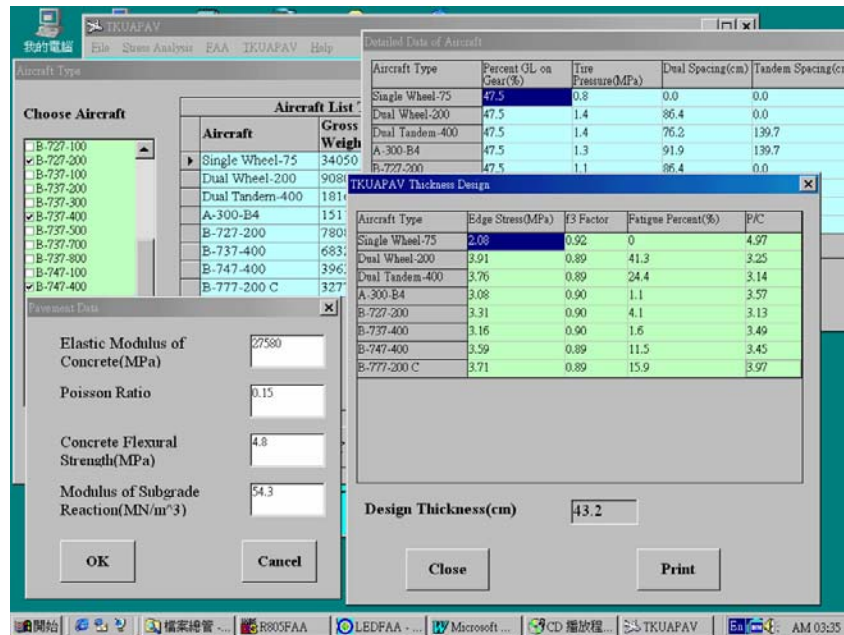 我的電腦
TKUAPAV
File Stress Analysis EAA TKUAPAV Help
Aircraft Type
Choose Aircraft
B-727-100
B-727-200
B-737-100
B-737-200
B-737-300
B-737-400
B-737-500
B-737-700
B-737-800
B-747-100
B-747-400
Aircraft List
Aircraft Gross
Single Wheel-75 34050
Dual Wheel-200
Dual Tandem-400
A-300-B4
B-727-200
B-737-400
B-747-400
B-777-200 C
Detailed Data of Aircraft
Aircraft Type Percent GL on Gear(%) Tire Pressure(MPa) Dual Spacing(cm) Tandem
Single Wheel-75 47.5 0.8 0.0 0.0
Dual Wheel-200 47.5 1.4 86.4 0.0
Dual Tandem-400 47.5 1.4 76.2 139.7
A-300-B4 47.5 1.3 91.9 139.7
B-727-200 47.5 1.1 86.4 0.0
TKUAPAV Thickness Design
Aircraft Type Edge Stress(MPa) f3 Factor Fatigue Percent(%) P/C
Single Wheel-75 2.08 0.92 0 4.97
Dual Wheel-200 3.91 0.89 41.3 3.25
Dual Tandem-400 3.76 0.89 24.4 3.14
A-300-B4 3.08 0.90 1.1 3.57
B-727-200 3.31 0.90 4.1 3.13
B-737-400 3.16 0.90 1.6 3.49
B-747-400 3.59 0.89 11.5 3.45
B-777-200 C 3.71 0.89 15.9 3.97
Design Thickness(cm) 43.2
Close Print
Pavement Data
Elastic Modulus of
Concrete(MPa) 27580
Poisson Ratio 0.15
Concrete Flexural
Strength(MPa) 4.8
Modulus of Subgrade
Reaction(MN/m^3) 54.3
OK Cancel
開始 檔案總管 -... R805FAA LEDFAA - ... Microsoft ... CD 播放程... TKUAPAV En AM 03:35